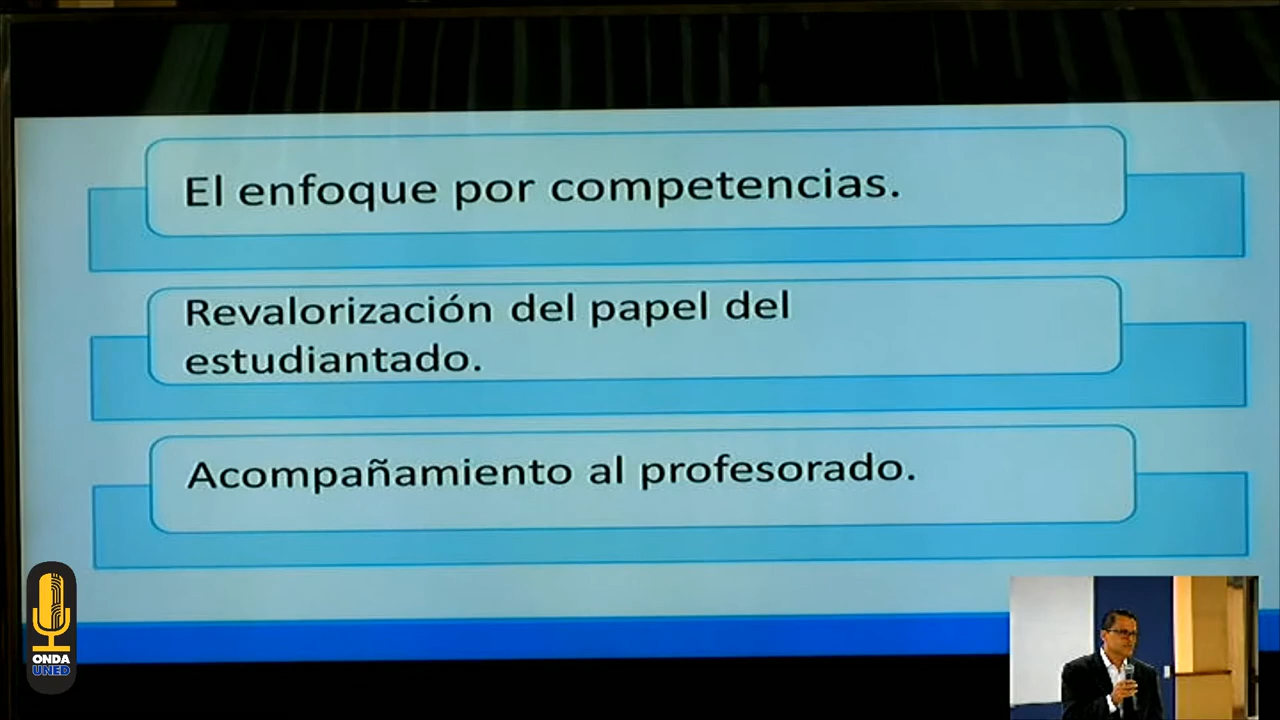 El enfoque por competencias.
Revalorización del papel del
estudiantado.
Acompañamiento al profesorado.
ONDA
UNED